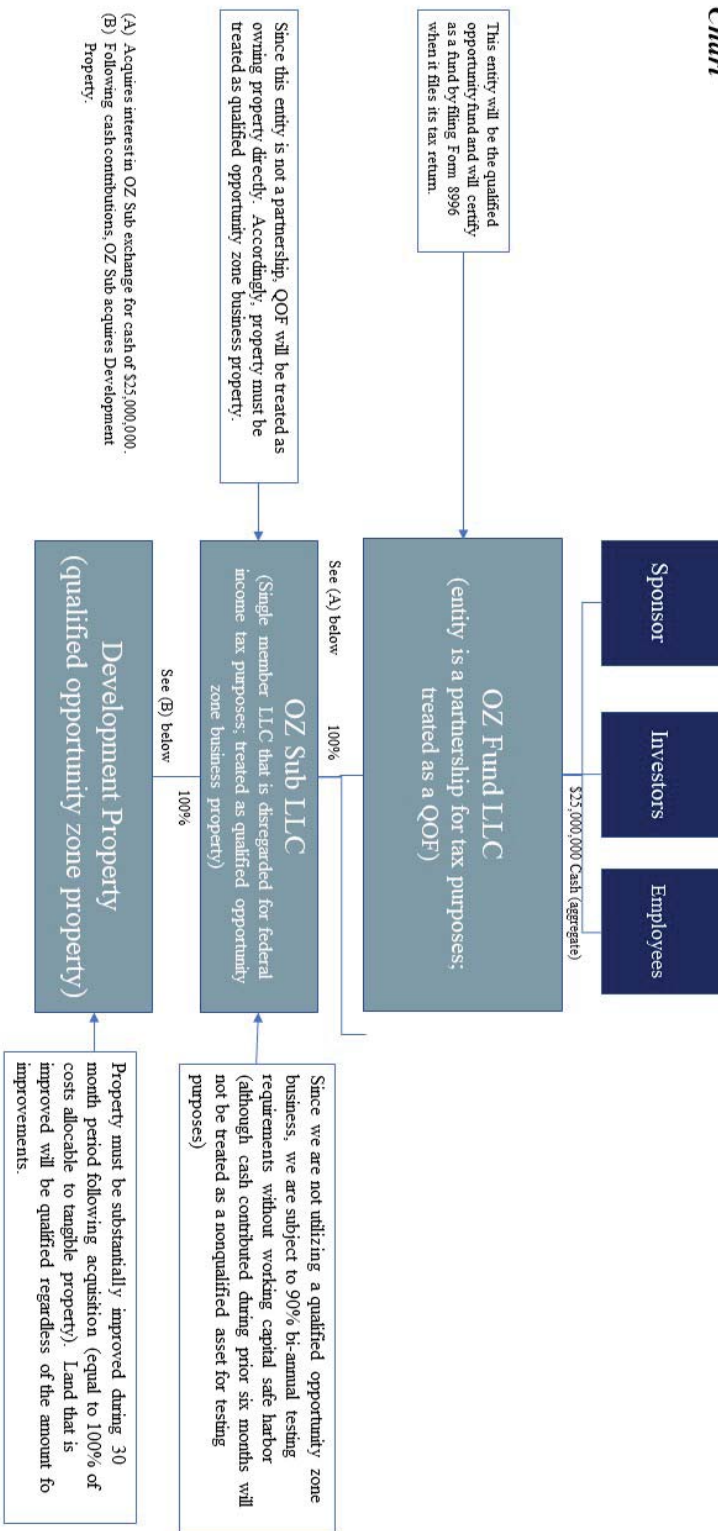 Chart
Sponsor
Investors
Employees
$25,000,000 Cash (aggregate)
This entity will be the qualified
opportunity fund and will certify
as a fund by filing Form 8996
when it files its tax return.
OZ Fund LLC
(entity is a partnership for tax purposes;
treated as a QOF)
See (A) below
100%
Since this entity is not a partnership, QOF will be treated as
owning property directly. Accordingly, property must be
treated as qualified opportunity zone business property.
OZ Sub LLC
(Single member LLC that is disregarded for federal
income tax purposes; treated as qualified opportunity
zone business property)
Since we are not utilizing a qualified opportunity zone
business, we are subject to 90% bi-annual testing
requirements without working capital safe harbor
(although cash contributed during prior six months will
not be treated as a nonqualified asset for testing
purposes)
See (B) below
100%
Development Property
(qualified opportunity zone property)
Property must be substantially improved during 30
month period following acquisition (equal to 100% of
costs allocable to tangible property). Land that is
improved will be qualified regardless of the amount fo
improvements.
(A) Acquires interest in OZ Sub exchange for cash of $25,000,000.
(B) Following cash contributions, OZ Sub acquires Development
Property.